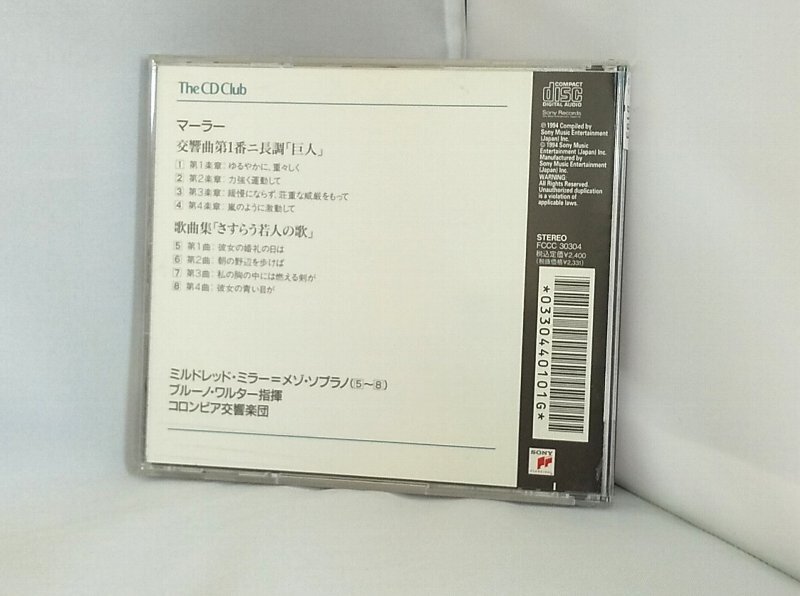 The CD Club
マーラー
交響曲第1番ニ長調「巨人」
1 第1楽章：ゆるやかに、重々しく
2 第2楽章：力強く運動して
3 第3楽章：緩慢にならず、荘重な威厳をもって
4 第4楽章：嵐のように激動して
歌曲集「さすらう若人の歌」
5 第1曲：彼女の婚礼の日は
6 第2曲：朝の野辺を歩けば
7 第3曲：私の胸の中には燃える剣が
8 第4曲：彼女の青い目が
ミルドレッド・ミラー＝メゾ・ソプラノ(5〜8)
ブルーノ・ワルター指揮
コロンビア交響楽団
COMPACT
disc
DIGITAL AUDIO
Sony Records
℗ 1994 Compiled by
Sony Music Entertainment
(Japan) Inc.
© 1994 Sony Music
Entertainment (Japan) Inc.
Manufactured by
Sony Music Entertainment
(Japan) Inc.
WARNING:
All Rights Reserved.
Unauthorized duplication
is a violation of
applicable laws.
STEREO
FCCC 30304
税込定価¥2,400
(税抜価格¥2,331)
*0330440101G*
SONY